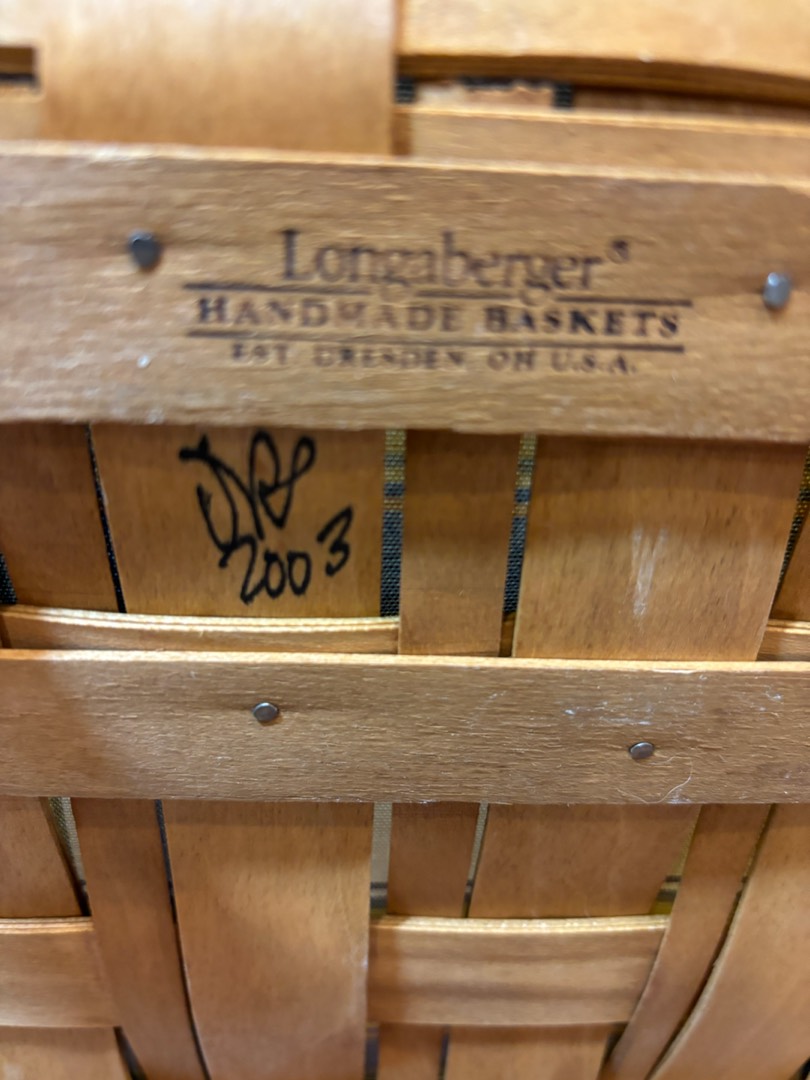 Longaberger®
HANDMADE BASKETS
EST. DRESDEN, OH U.S.A.
2003